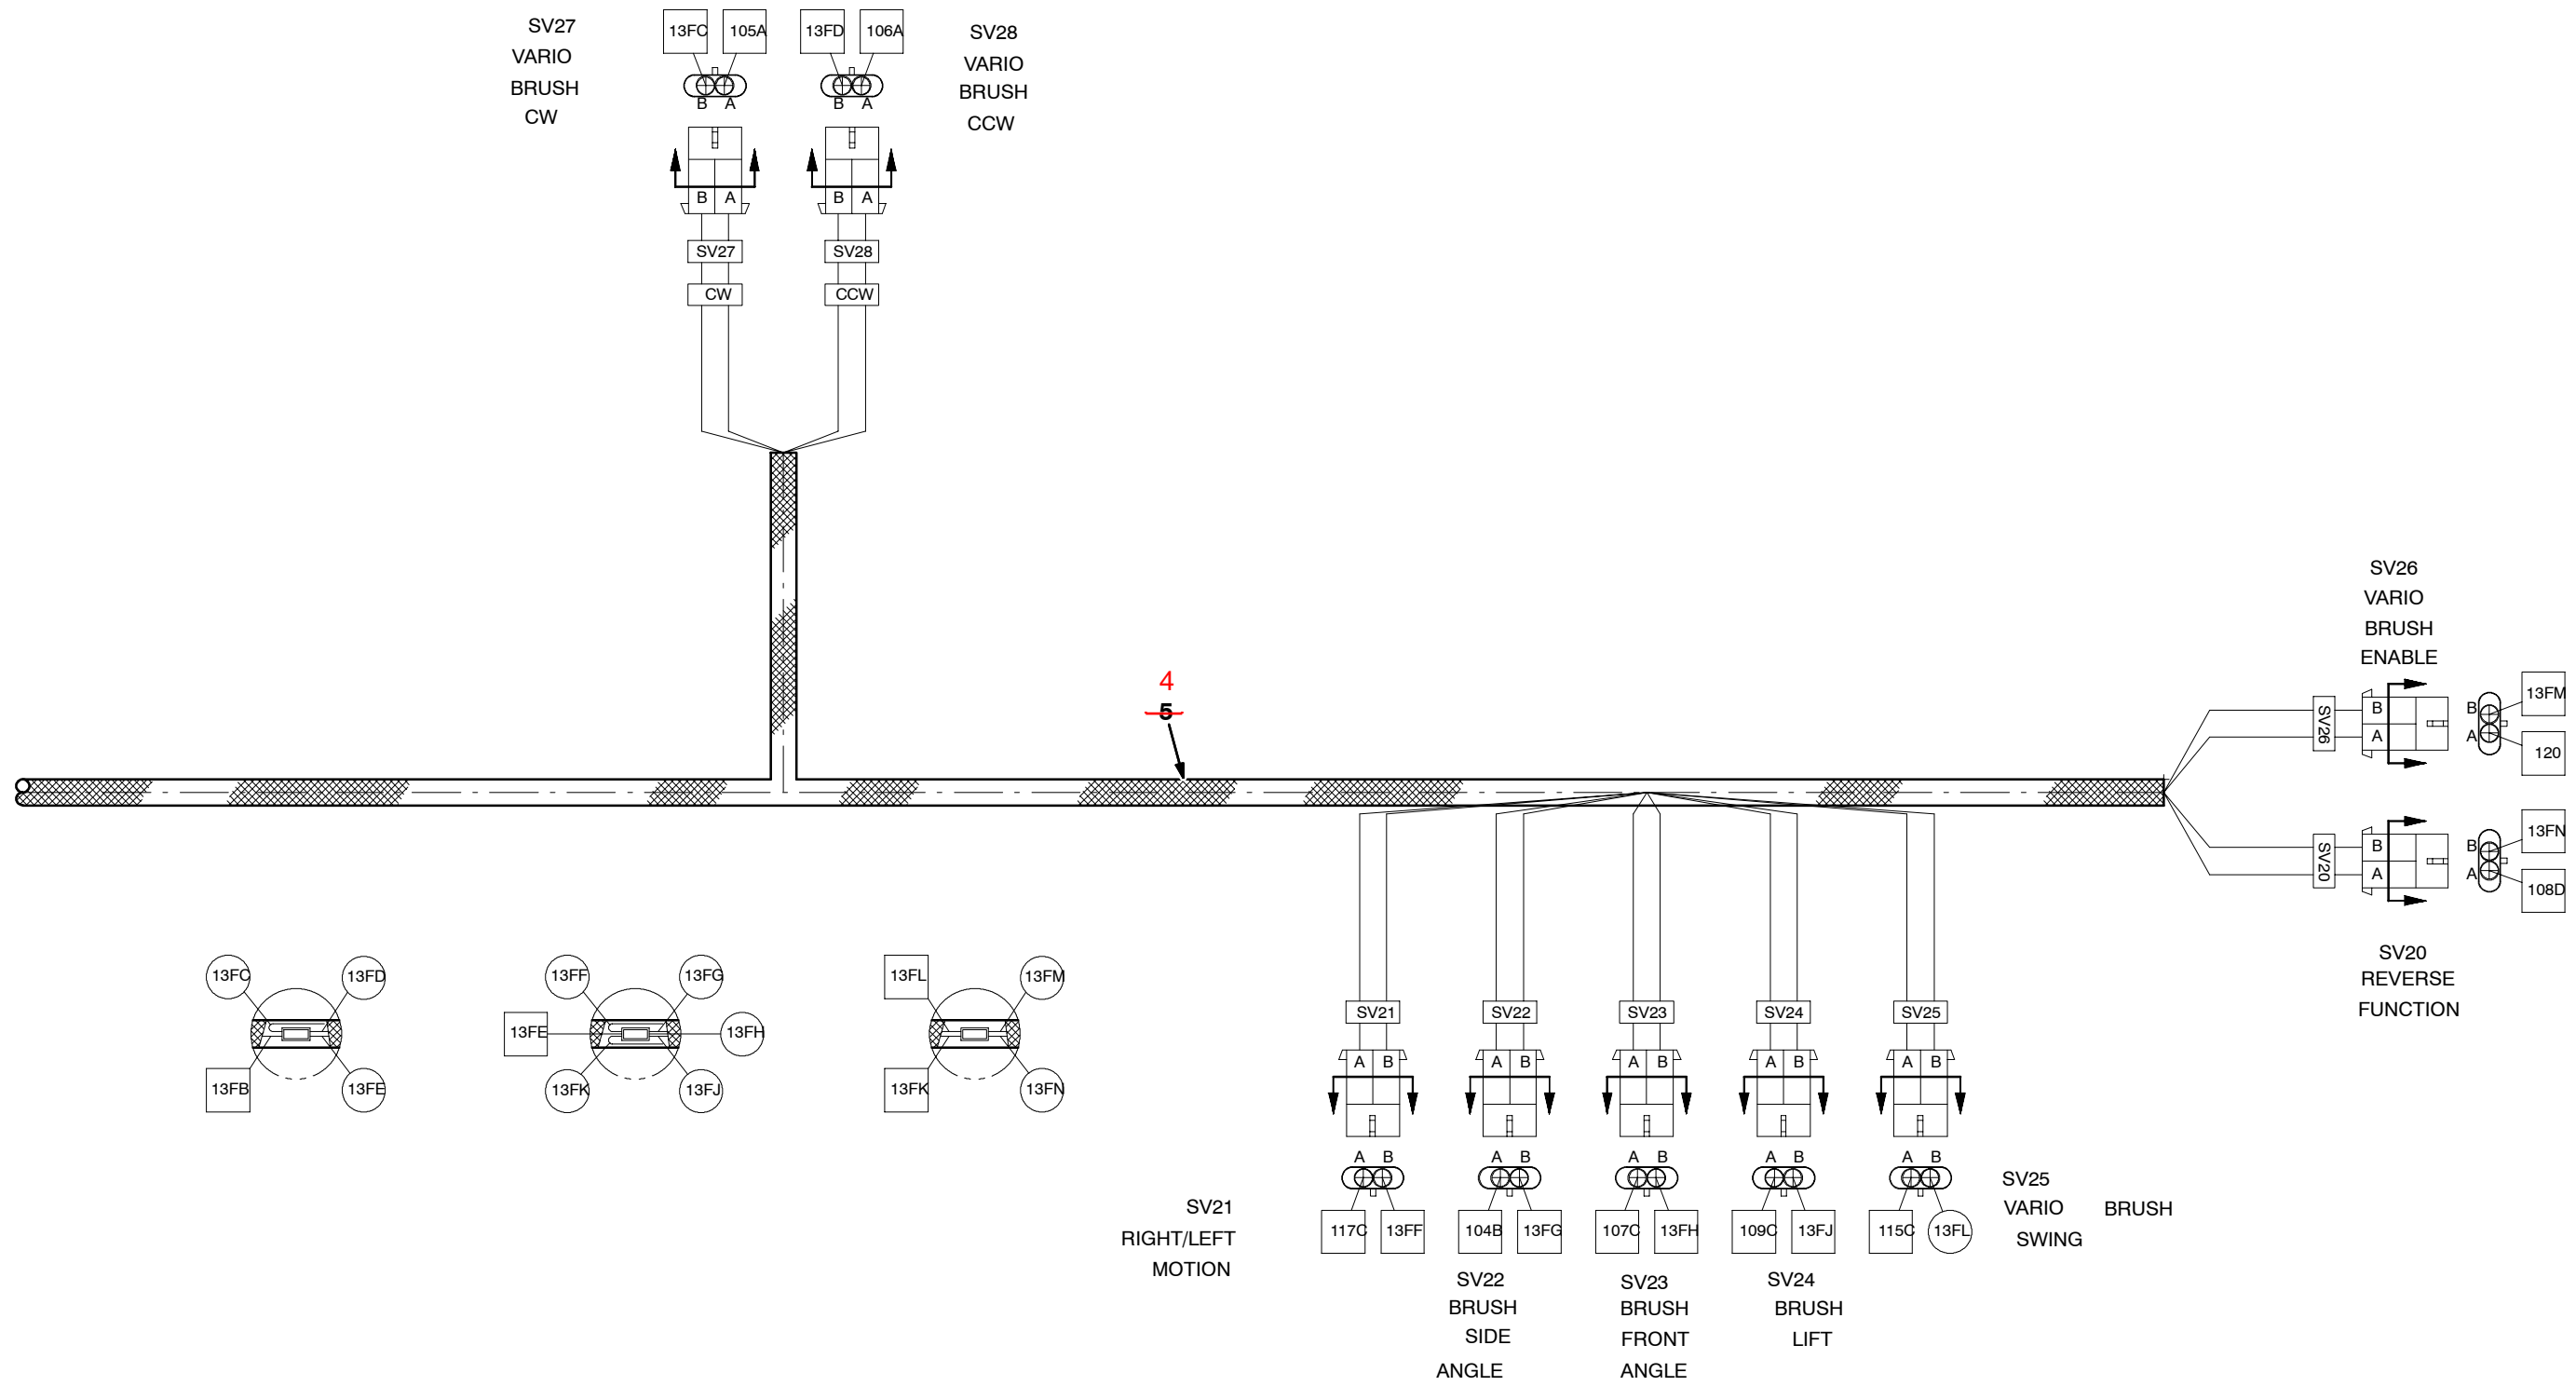 SV27
VARIO
BRUSH
CW
13FC 105A
B A
B A
SV27
CW
13FD 106A
B A
B A
SV28
CCW
SV28
VARIO
BRUSH
CCW
4
5
SV26
VARIO
BRUSH
ENABLE
SV26
B
A
B
A
13FM
120
SV20
B
A
B
A
13FN
108D
SV20
REVERSE
FUNCTION
13FC 13FD
13FB 13FE
13FF 13FG
13FE 13FH
13FK 13FJ
13FL 13FM
13FK 13FN
SV21 SV22 SV23 SV24 SV25
A B A B A B A B A B
A B A B A B A B A B
117C 13FF 104B 13FG 107C 13FH 109C 13FJ 115C 13FL
SV21
RIGHT/LEFT
MOTION
SV22
BRUSH
SIDE
ANGLE
SV23
BRUSH
FRONT
ANGLE
SV24
BRUSH
LIFT
SV25
VARIO BRUSH
SWING